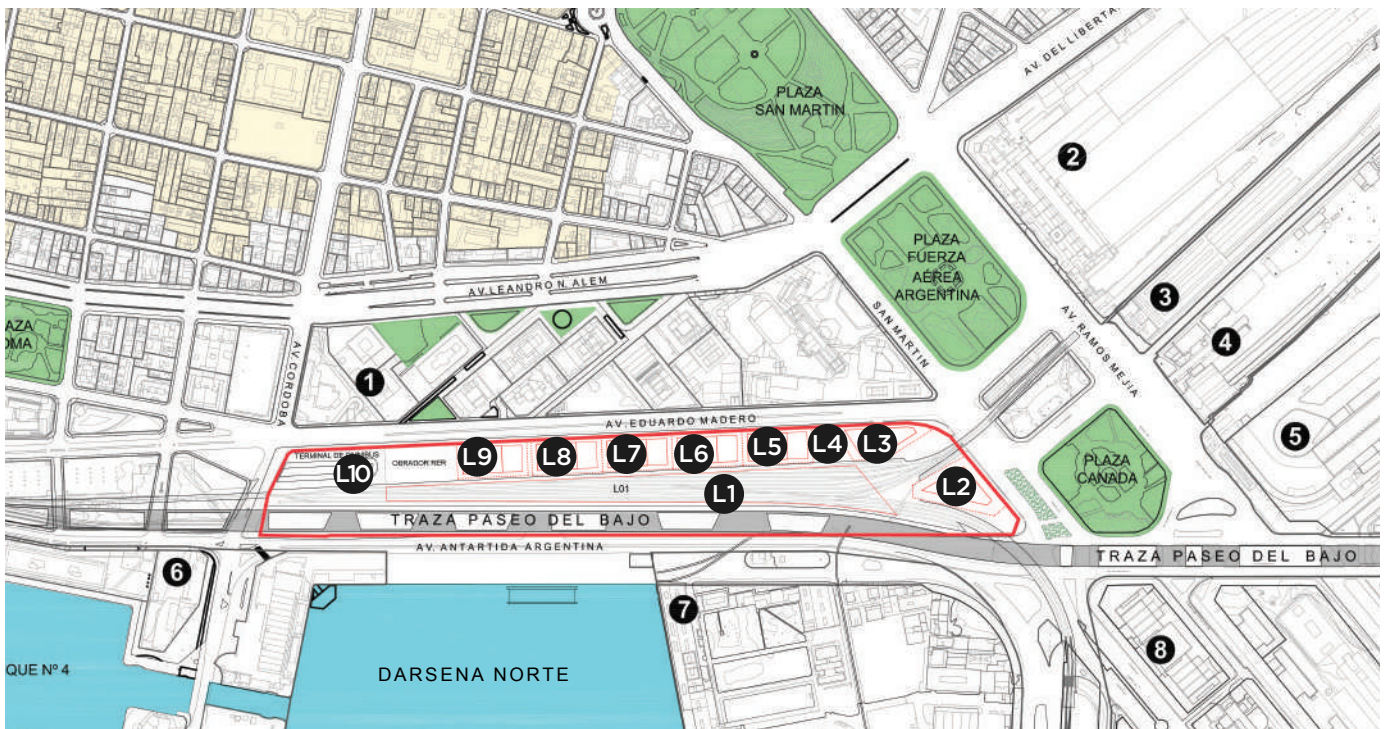 PLAZA
SAN MARTIN
AV. DEL LIBERTA
2
PLAZA
FUERZA
AÉREA
ARGENTINA
AV. LEANDRO N. ALEM
SAN MARTIN
AV. RAMOS MEJIA
3
4
5
AZA
OMA
AV. CORDOBA
1
AV. EDUARDO MADERO
TERMINAL DE OMNIBUS
OBRADOR RER
L10
L9
L8
L7
L6
L5
L4
L3
L2
L01
L1
PLAZA
CANADA
TRAZA PASEO DEL BAJO
AV. ANTARTIDA ARGENTINA
TRAZA PASEO DEL BAJO
6
7
8
QUE Nº 4
DARSENA NORTE